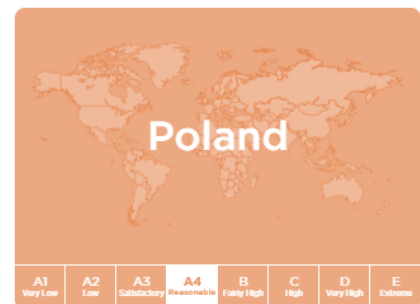 Poland
A1 A2 A3 A4 B C D E
Very Low Low Satisfactory Reasonable Fairly High High Very High Extreme